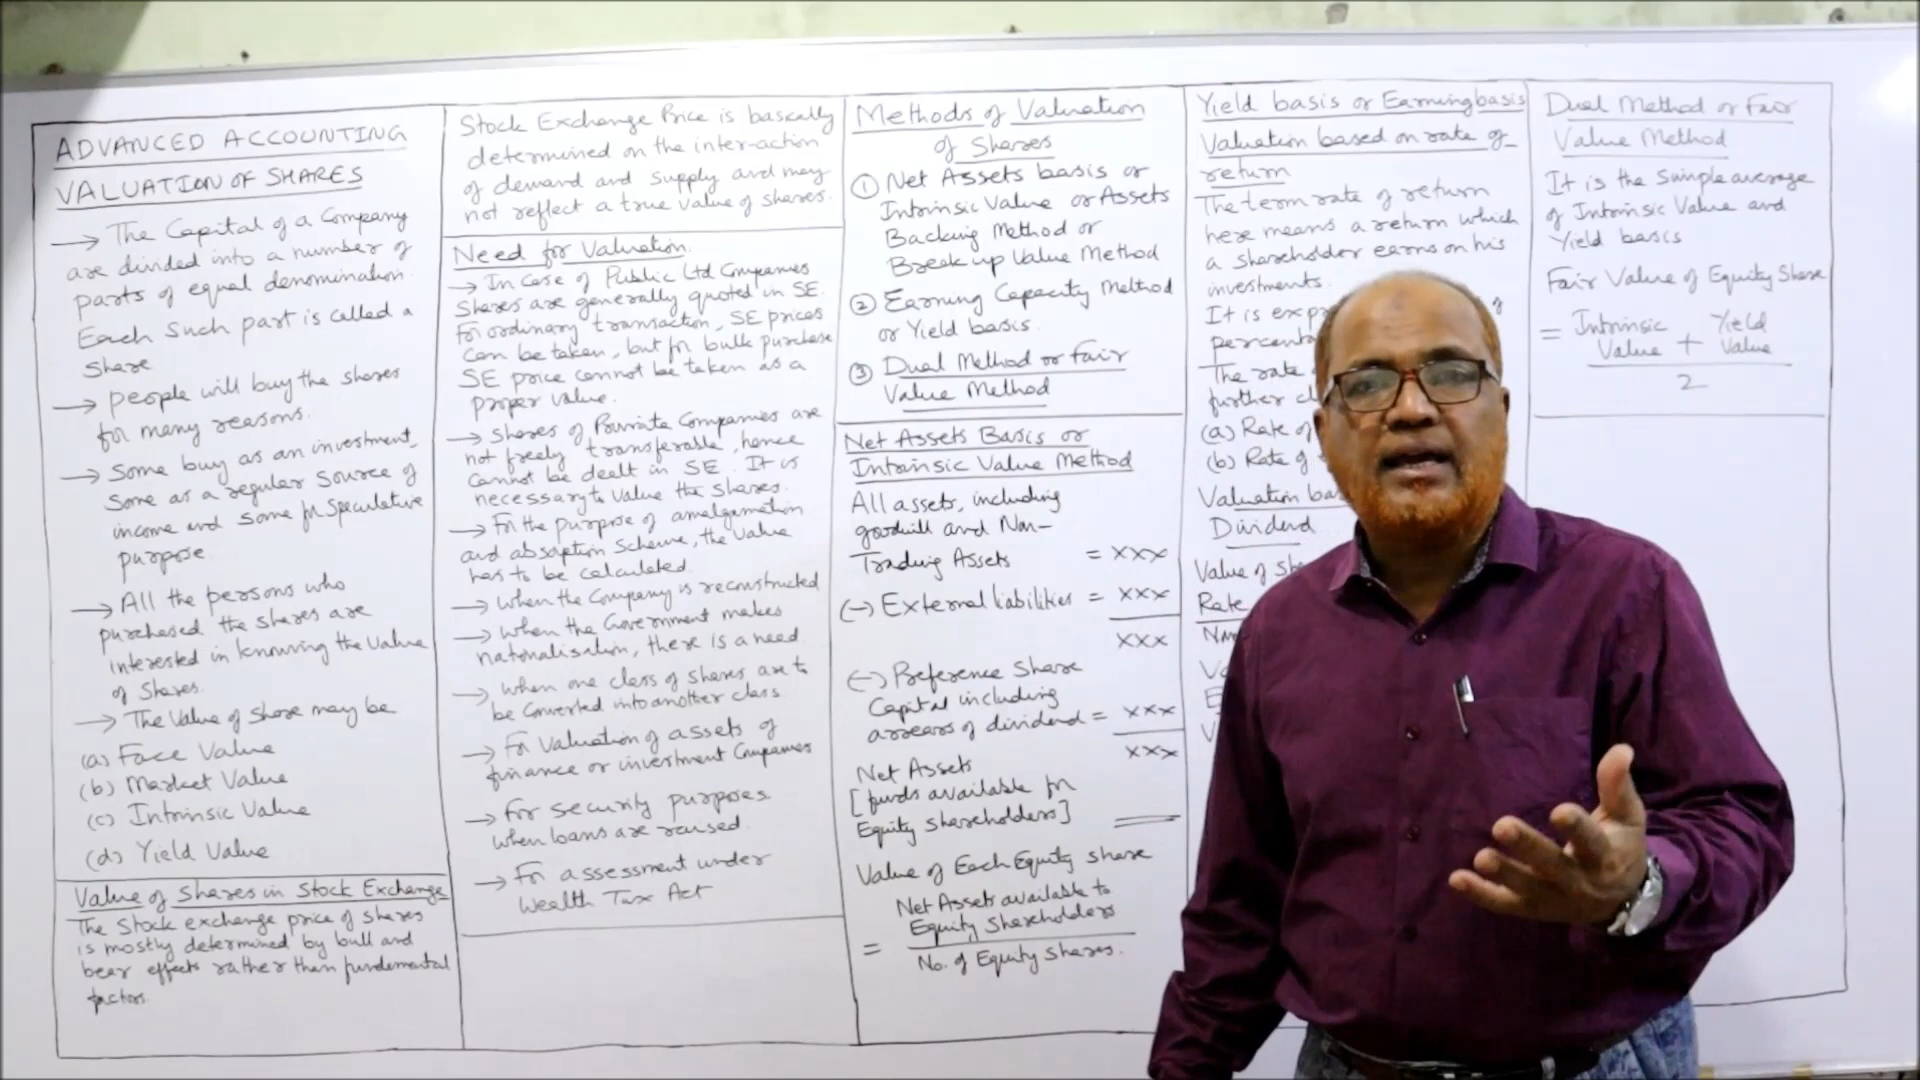 ADVANCED ACCOUNTING
VALUATION OF SHARES
→ The Capital of a Company
are divided into a number of
parts of equal denomination.
Each such part is called a
share
→ people will buy the shares
for many reasons.
→ Some buy as an investment,
Some as a regular source of
income and some for speculative
purpose.
→ All the persons who
purchased the shares are
interested in knowing the value
of shares.
→ The Value of share may be
(a) Face Value
(b) Market Value
(c) Intrinsic Value
(d) Yield Value
Value of shares in Stock Exchange
The stock exchange price of shares
is mostly determined by bull and
bear effects rather than fundamental
factors.
Stock Exchange Price is basically
determined on the inter-action
of demand and supply and may
not reflect a true value of shares.
Need for Valuation
→ In case of Public Ltd Companies
Shares are generally quoted in SE.
For ordinary transaction, SE prices
can be taken, but for bulk purchase
SE price cannot be taken as a
proper value.
→ Shares of Private Companies are
not freely transferable, hence
cannot be dealt in SE. It is
necessary to value the shares.
→ For the purpose of amalgamation
and absorption scheme, the value
has to be calculated.
→ when the company is reconstructed
→ when the Government makes
nationalisation, there is a need
→ when one class of shares are to
be converted into another class.
→ For valuation of assets of
finance or investment Companies
→ for security purposes
when loans are
→ For assessment under
Wealth Tax Act
Methods of Valuation
of Shares
① Net Assets basis or
Intrinsic Value or Assets
Backing Method or
Break up Value Method
② Earning Capacity Method
or Yield basis.
③ Dual Method or Fair
Value Method
Net Assets Basis or
Intrinsic Value Method
All assets, including
goodwill and Non-
Trading Assets = xxx
(-) External liabilities = xxx
xxx
(-) Preference Share
Capital including
arrears of dividend = xxx
xxx
Net Assets
[funds available for
Equity shareholders]
Value of Each Equity share
= Net Assets available to
Equity Shareholders
No. of Equity shares.
Yield basis or Earning basis
Valuation based on rate of
return
The term rate of return
here means a return which
a shareholder earns on his
investments.
It is
The rate
further
(a) Rate of
(b) Rate of
Valuation
Dividend
Value of
Rate
Dual Method or Fair
Value Method
It is the simple average
of Intrinsic Value and
Yield basis
Fair Value of Equity Share
= Intrinsic Value + Yield Value
2